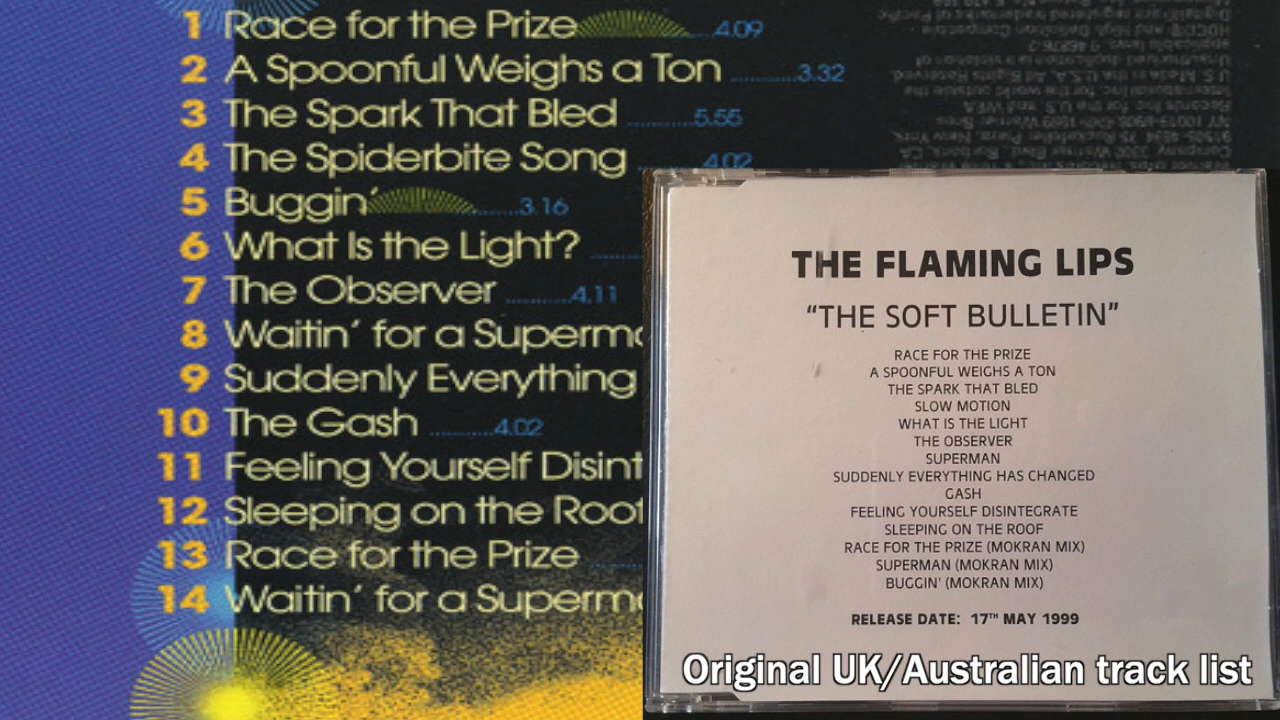 1 Race for the Prize ........4.09
2 A Spoonful Weighs a Ton ..........3.32
3 The Spark That Bled ..........5.55
4 The Spiderbite Song ..........4.02
5 Buggin' ..........3.16
6 What Is the Light? ........
7 The Observer ..........4.11
8 Waitin' for a
9 Suddenly Everything
10 The Gash ..........4.02
11 Feeling Yourself
12 Sleeping on the Roof
13 Race for the Prize ......
14 Waitin' for a
THE FLAMING LIPS
“THE SOFT BULLETIN”
RACE FOR THE PRIZE
A SPOONFUL WEIGHS A TON
THE SPARK THAT BLED
SLOW MOTION
WHAT IS THE LIGHT
THE OBSERVER
SUPERMAN
SUDDENLY EVERYTHING HAS CHANGED
GASH
FEELING YOURSELF DISINTEGRATE
SLEEPING ON THE ROOF
RACE FOR THE PRIZE (MOKRAN MIX)
SUPERMAN (MOKRAN MIX)
BUGGIN' (MOKRAN MIX)
RELEASE DATE: 17TH MAY 1999
Original UK/Australian track list